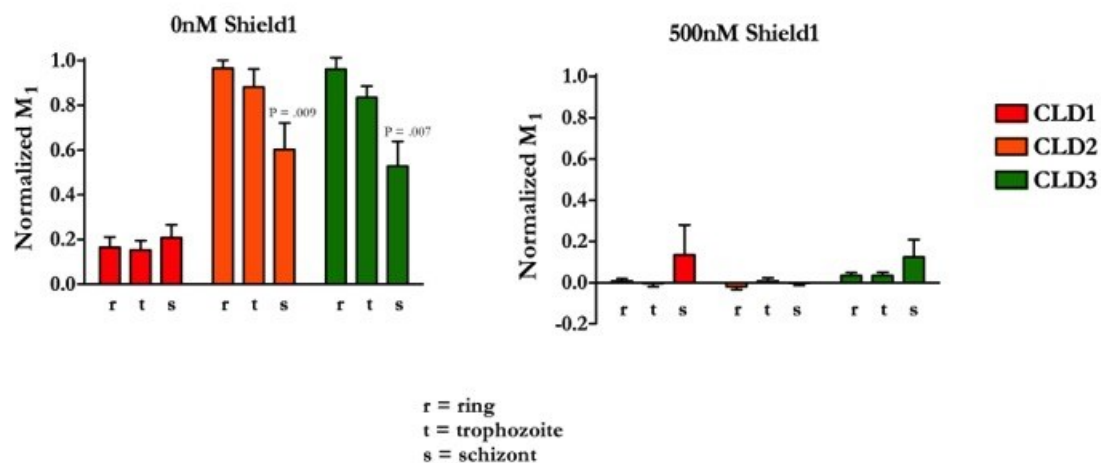 0nM Shield1
Normalized M1
1.0
0.8
0.6
0.4
0.2
0.0
P = .009
P = .007
r t s r t s r t s
500nM Shield1
Normalized M1
1.0
0.8
0.6
0.4
0.2
0.0
-0.2
r t s r t s r t s
CLD1
CLD2
CLD3
r = ring
t = trophozoite
s = schizont